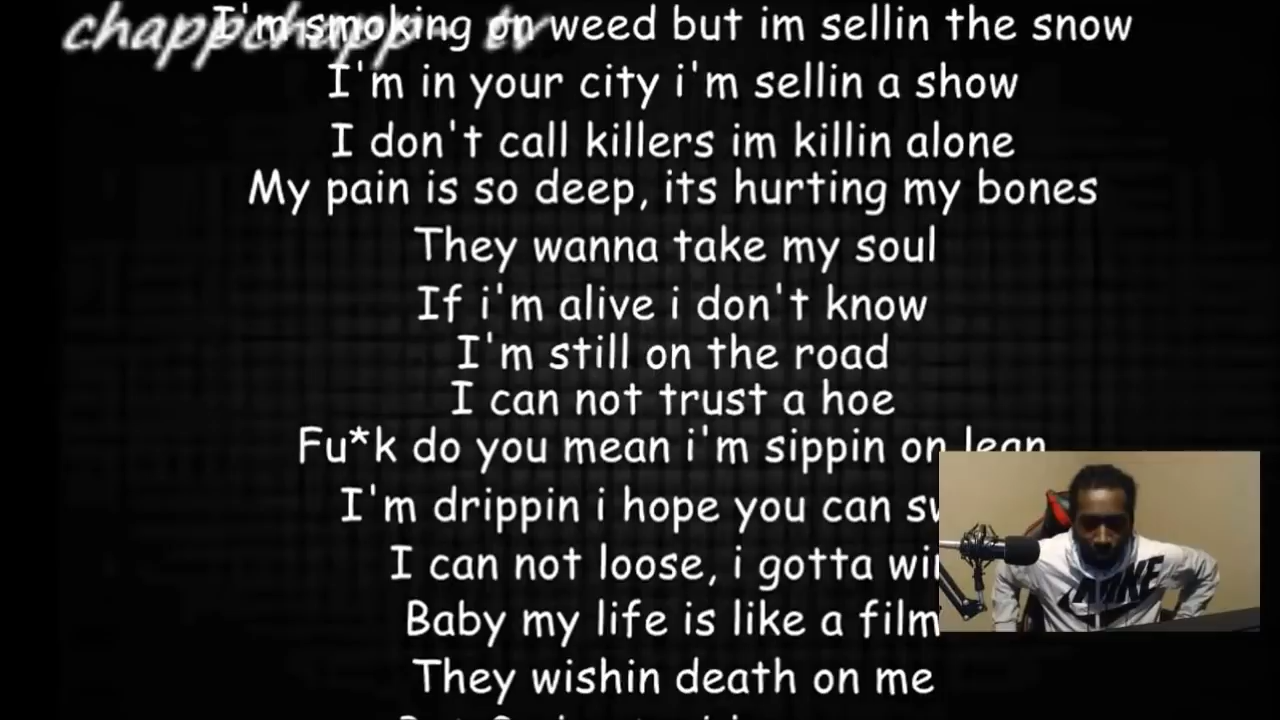 chappchapp tv
I'm smoking on weed but im sellin the snow
I'm in your city i'm sellin a show
I don't call killers im killin alone
My pain is so deep, its hurting my bones
They wanna take my soul
If i'm alive i don't know
I'm still on the road
I can not trust a hoe
Fu*k do you mean i'm sippin on lean
I'm drippin i hope you can
I can not loose, i gotta
Baby my life is like a film
They wishin death on me
NIKE